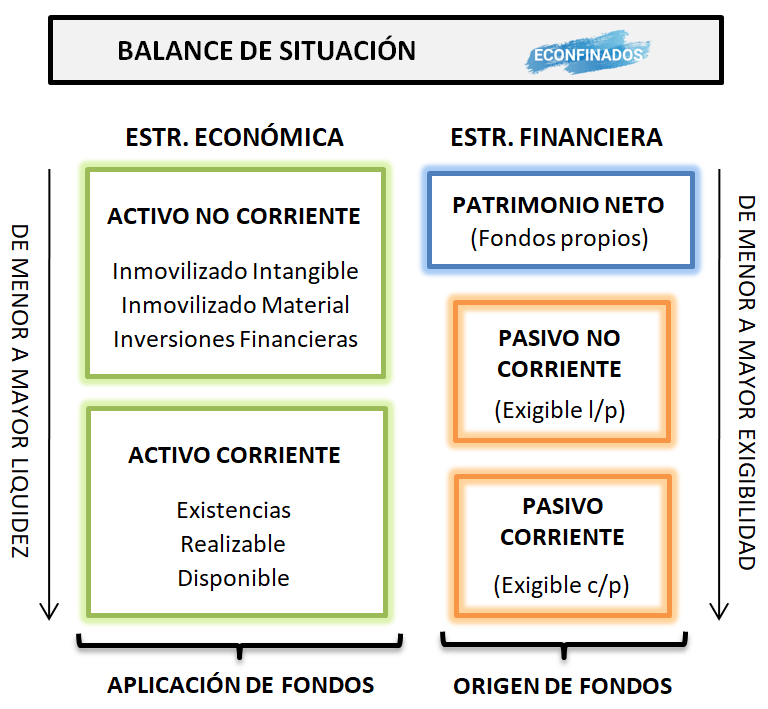 BALANCE DE SITUACIÓN
ECONFINADOS
ESTR. ECONÓMICA
ESTR. FINANCIERA
DE MENOR A MAYOR LIQUIDEZ
ACTIVO NO CORRIENTE
Inmovilizado Intangible
Inmovilizado Material
Inversiones Financieras
ACTIVO CORRIENTE
Existencias
Realizable
Disponible
APLICACIÓN DE FONDOS
PATRIMONIO NETO
(Fondos propios)
PASIVO NO
CORRIENTE
(Exigible l/p)
PASIVO
CORRIENTE
(Exigible c/p)
ORIGEN DE FONDOS
DE MENOR A MAYOR EXIGIBILIDAD